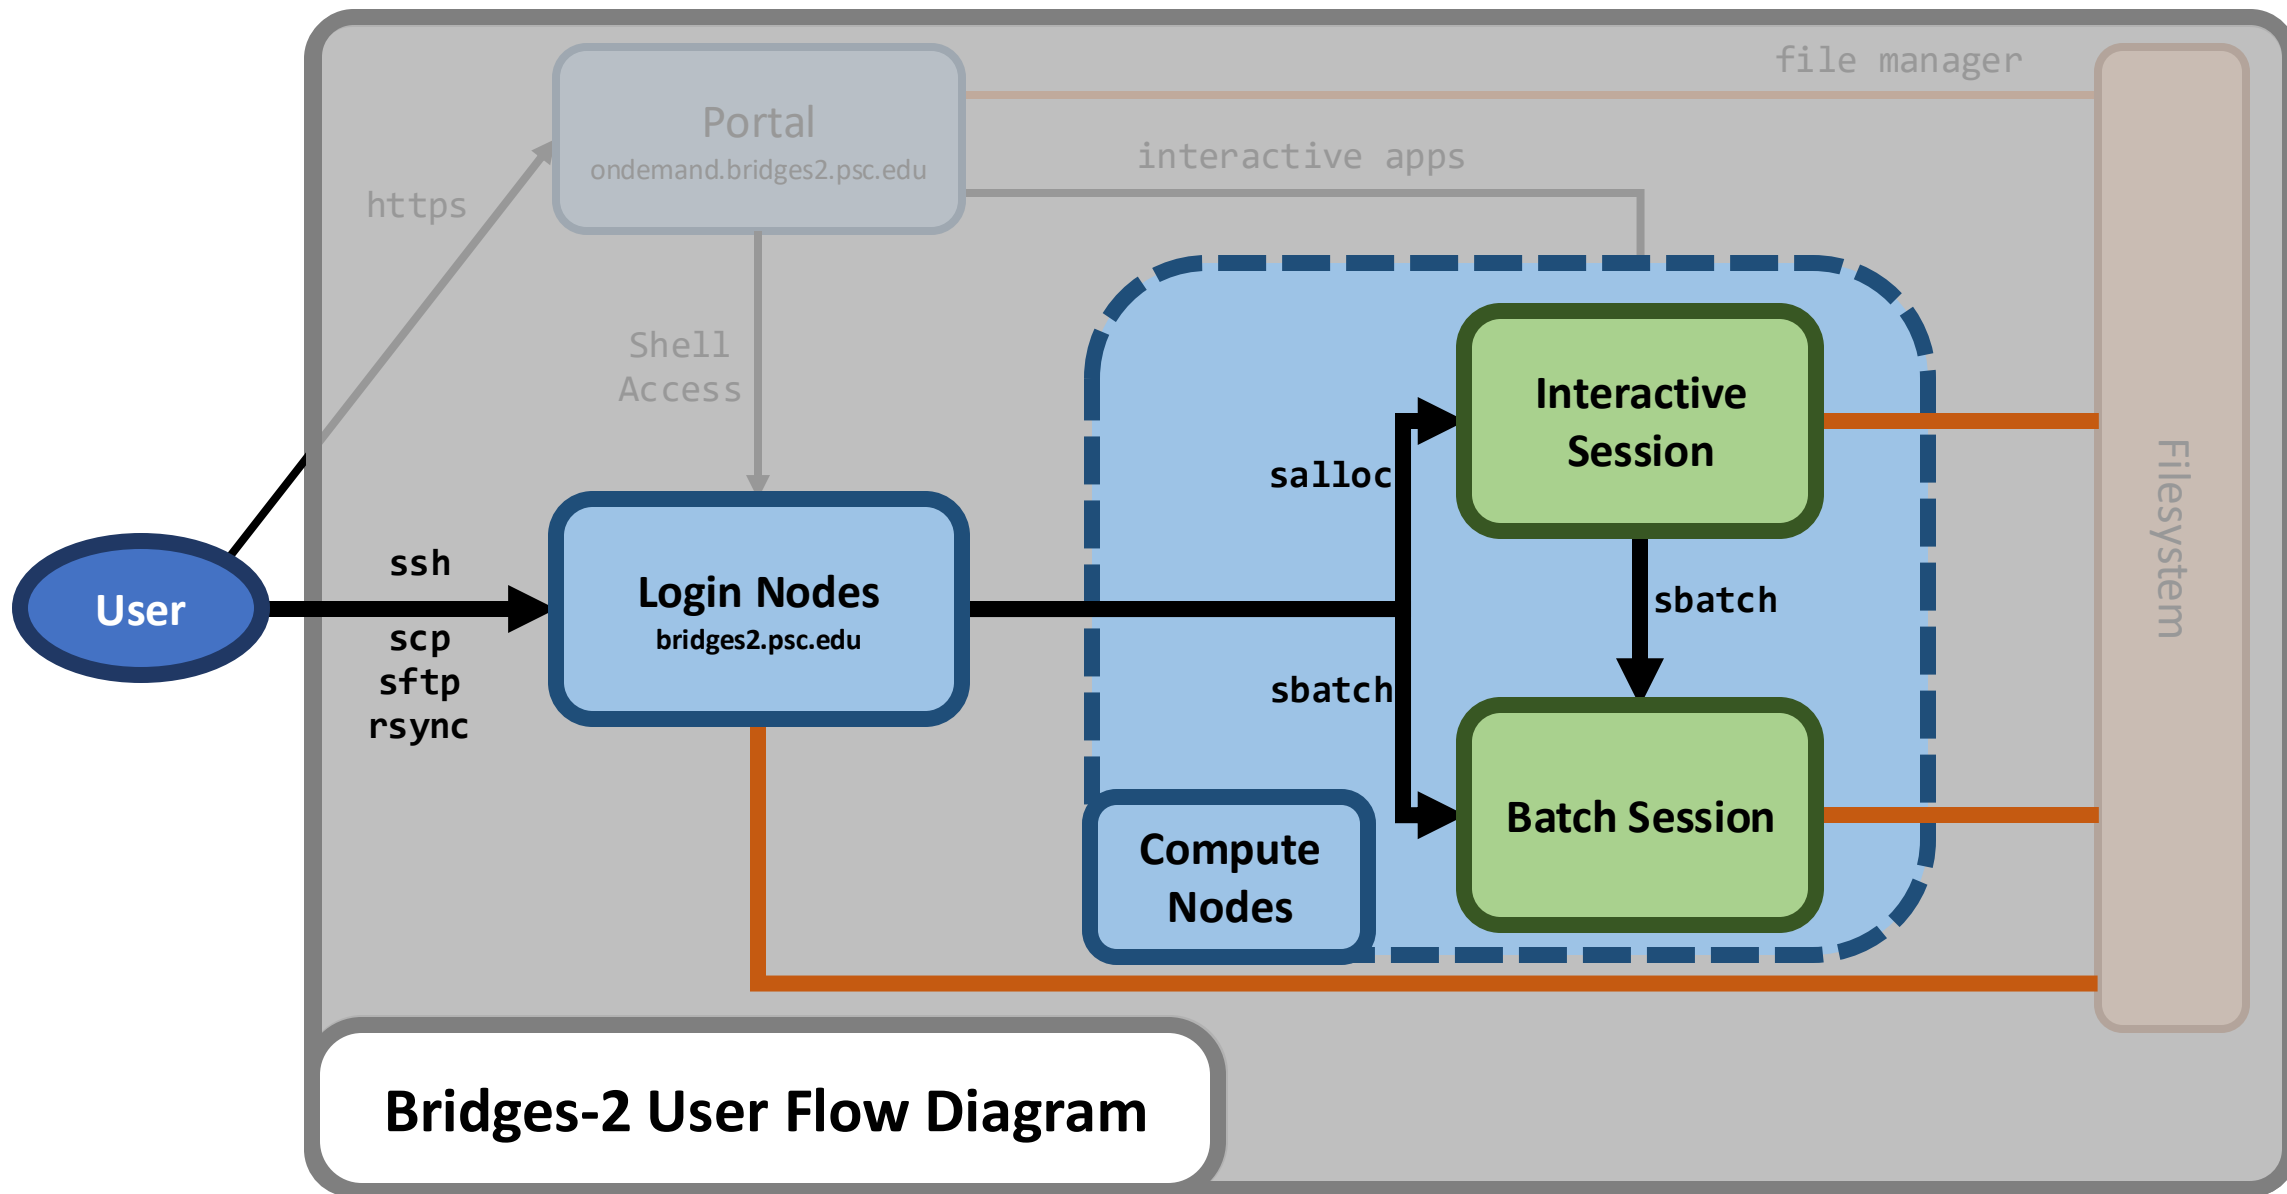 file manager
Portal
ondemand.bridges2.psc.edu
interactive apps
https
Shell
Access
Interactive
Session
salloc
Filesystem
ssh
User
Login Nodes
bridges2.psc.edu
sbatch
scp
sftp
rsync
sbatch
Batch Session
Compute
Nodes
Bridges-2 User Flow Diagram